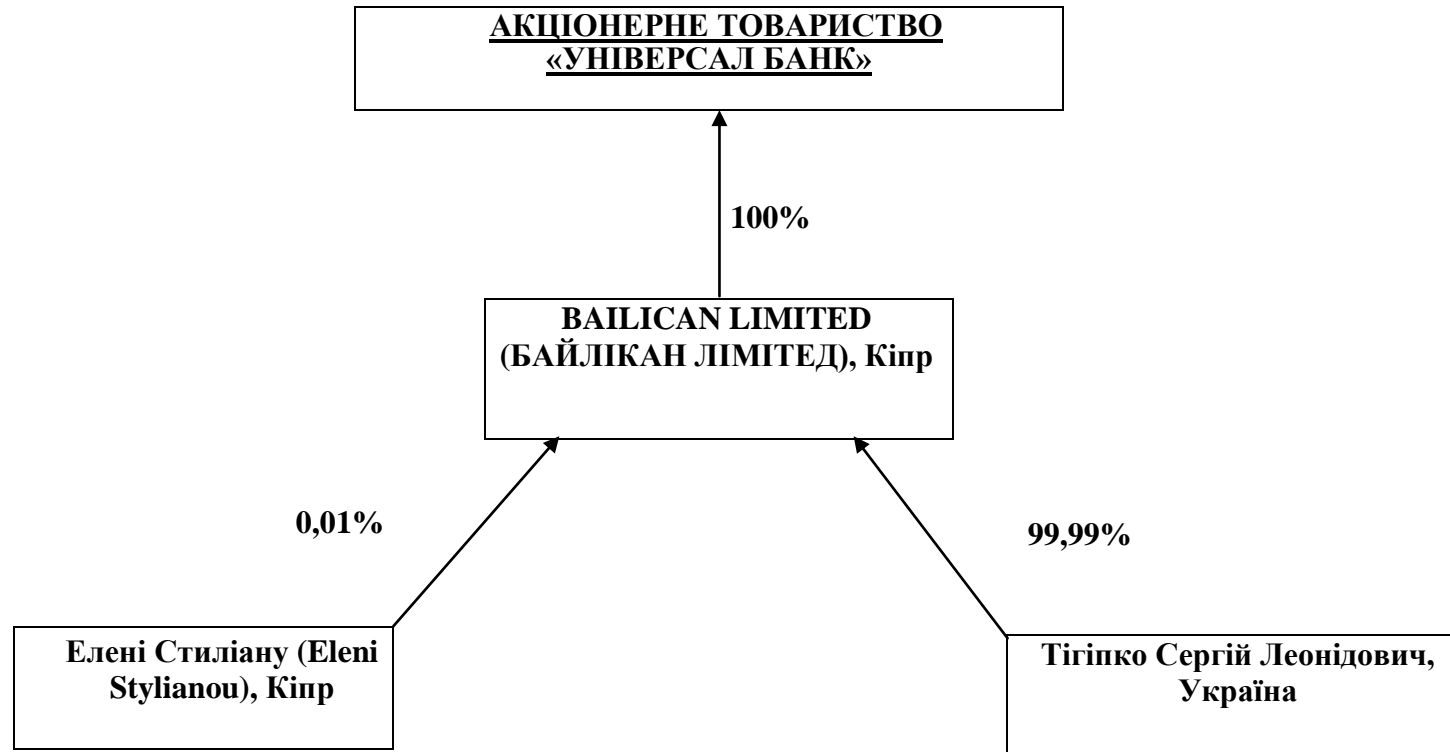 АКЦІОНЕРНЕ ТОВАРИСТВО
«УНІВЕРСАЛ БАНК»
100%
BAILICAN LIMITED
(БАЙЛІКАН ЛІМІТЕД), Кіпр
0,01%
99,99%
Елені Стиліану (Eleni
Stylianou), Кіпр
Тігіпко Сергій Леонідович,
Україна